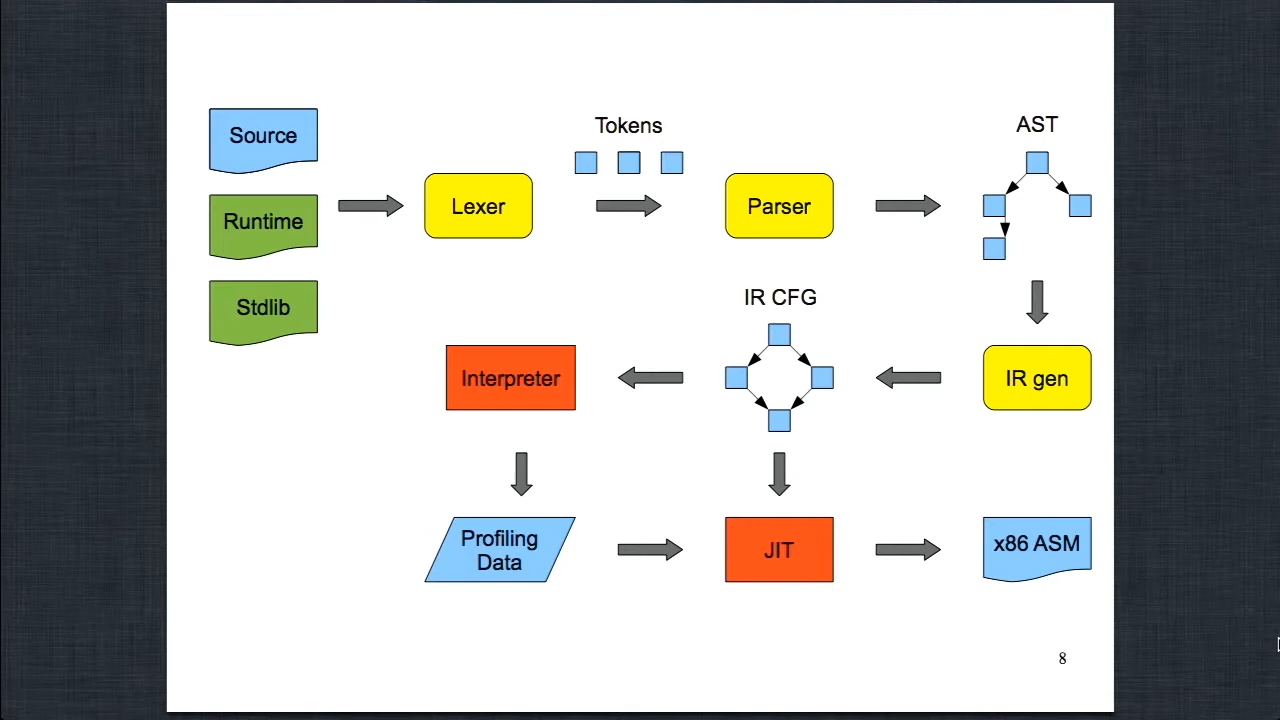 Source
Runtime
Stdlib
Lexer
Tokens
Parser
AST
IR gen
IR CFG
Interpreter
Profiling
Data
JIT
x86 ASM
8